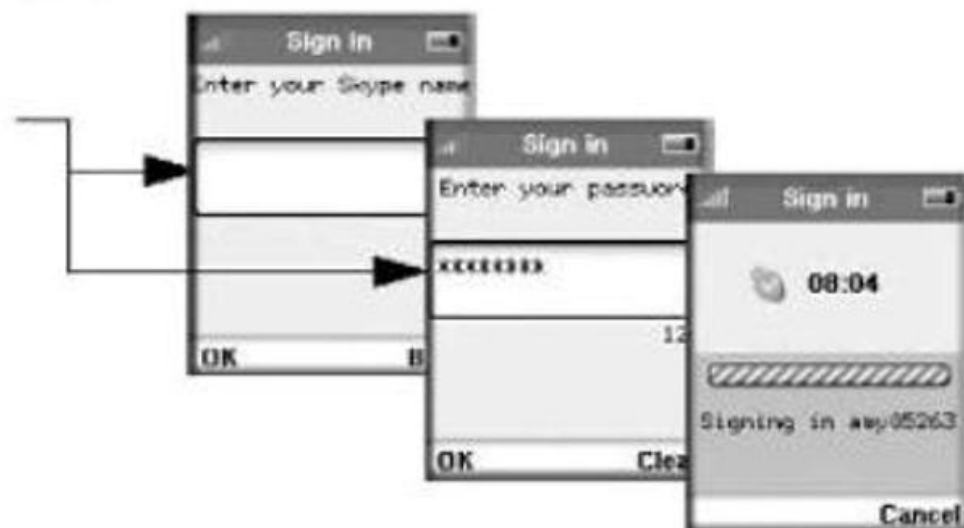 Sign in
Enter your Skype name
OK
Sign in
Enter your password
OK
Sign in
08:04
Signing in amy05263
Cancel